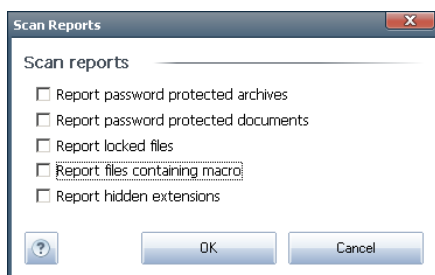 Scan Reports
Scan reports
Report password protected archives
Report password protected documents
Report locked files
Report files containing macro
Report hidden extensions
?
OK
Cancel